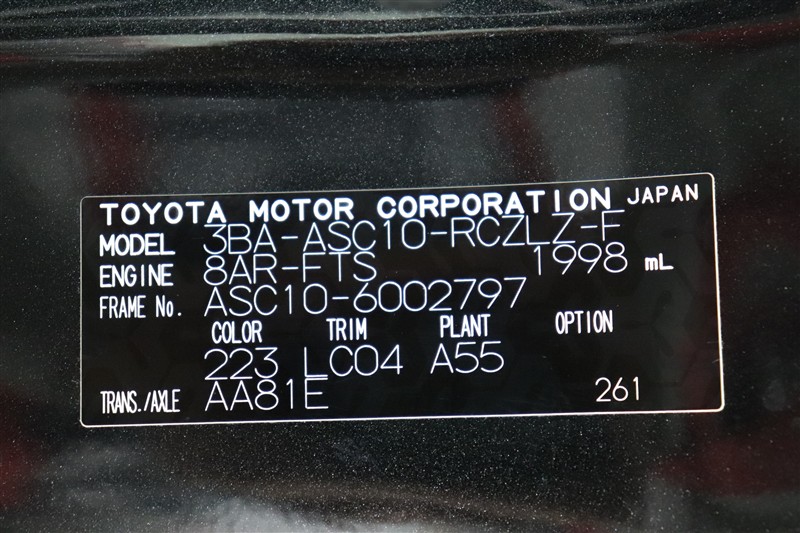 TOYOTA MOTOR CORPORATION JAPAN
MODEL 3BA-ASC10-RCZLZ-F
ENGINE 8AR-FTS 1998 mL
FRAME No. ASC10-6002797
COLOR TRIM PLANT OPTION
223 LC04 A55
TRANS./AXLE AA81E 261